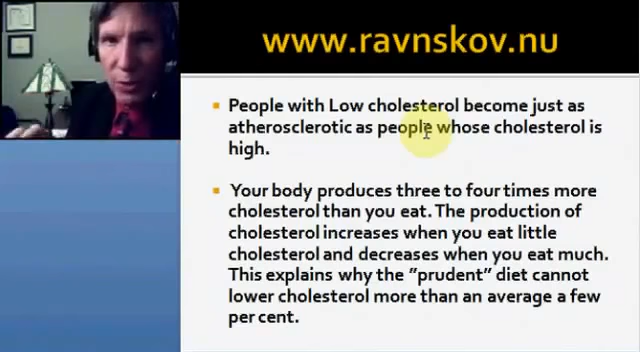 www.ravnskov.nu
People with Low cholesterol become just as
atherosclerotic as people whose cholesterol is
high.
Your body produces three to four times more
cholesterol than you eat. The production of
cholesterol increases when you eat little
cholesterol and decreases when you eat much.
This explains why the "prudent" diet cannot
lower cholesterol more than an average a few
per cent.